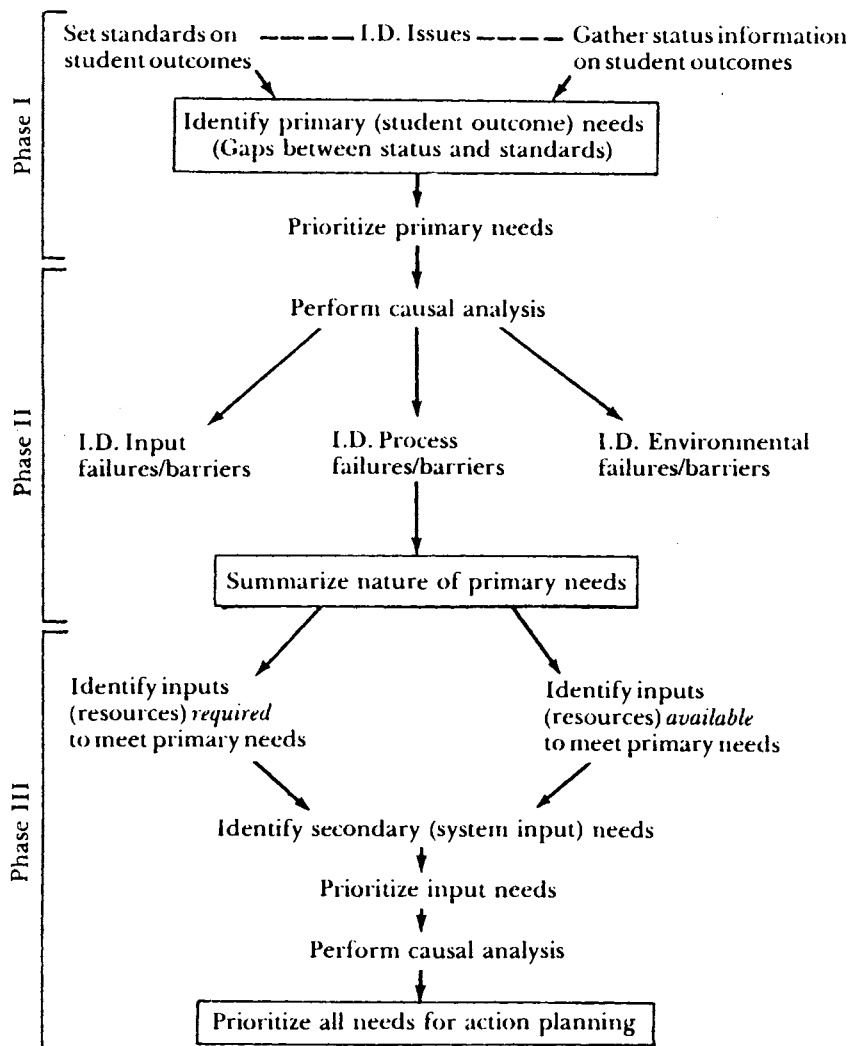 Set standards on
student outcomes
I.D. Issues
Gather status information
on student outcomes
Phase I
Identify primary (student outcome) needs
(Gaps between status and standards)
Prioritize primary needs
Phase II
Perform causal analysis
I.D. Input
failures/barriers
I.D. Process
failures/barriers
I.D. Environmental
failures/barriers
Summarize nature of primary needs
Phase III
Identify inputs
(resources) required
to meet primary needs
Identify inputs
(resources) available
to meet primary needs
Identify secondary (system input) needs
Prioritize input needs
Perform causal analysis
Prioritize all needs for action planning